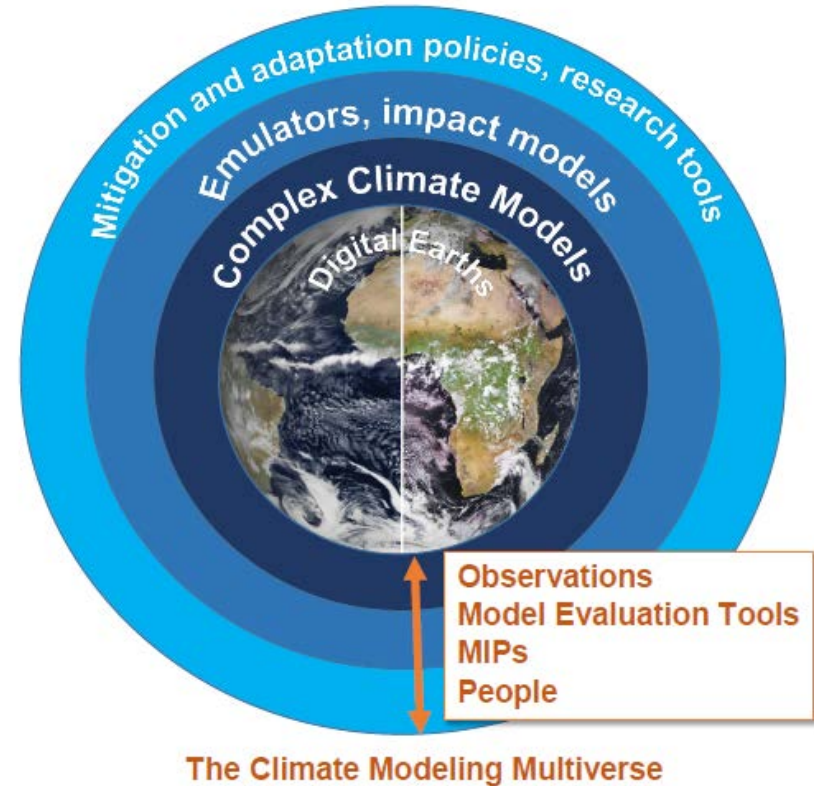 Mitigation and adaptation policies, research tools
Emulators, impact models
Complex Climate Models
Digital Earths
Observations
Model Evaluation Tools
MIPs
People
The Climate Modeling Multiverse